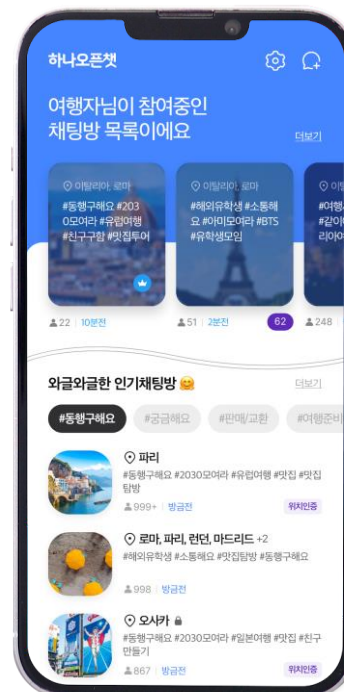 하나오픈챗
여행자님이 참여중인
채팅방 목록이에요
더보기
이탈리아, 로마
#동행구해요 #203
0모여라 #유럽여행
#친구구함 #맛집투어
22 | 10분전
이탈리아, 로마
#해외유학생 #소통해
요 #아미모여라 #BTS
#유학생모임
51 | 2분전
62
이
#여행
#같이
리아여
248
와글와글한 인기채팅방 🤗
더보기
#동행구해요
#궁금해요
#판매/교환
#여행준비
파리
#동행구해요 #2030모여라 #유럽여행 #맛집 #맛집
탐방
999+ | 방금전
위치인증
로마, 파리, 런던, 마드리드 +2
#해외유학생 #소통해요 #맛집탐방 #동행구해요
998 | 방금전
오사카
#동행구해요 #2030모여라 #일본여행 #맛집 #친구
만들기
867 | 방금전
위치인증